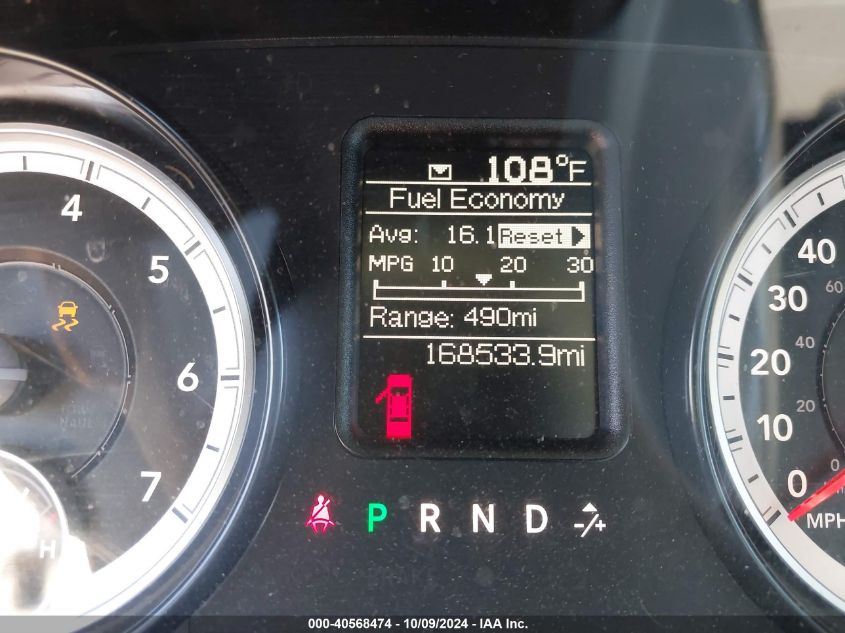 108°F
Fuel Economy
Avg: 16.1 Reset
MPG 10 20 30
Range: 490mi
168533.9mi
4
5
6
7
H
P R N D -/+
40
30
20
10
0
60
40
20
0
MPH
000-40568474 - 10/09/2024 - IAA Inc.